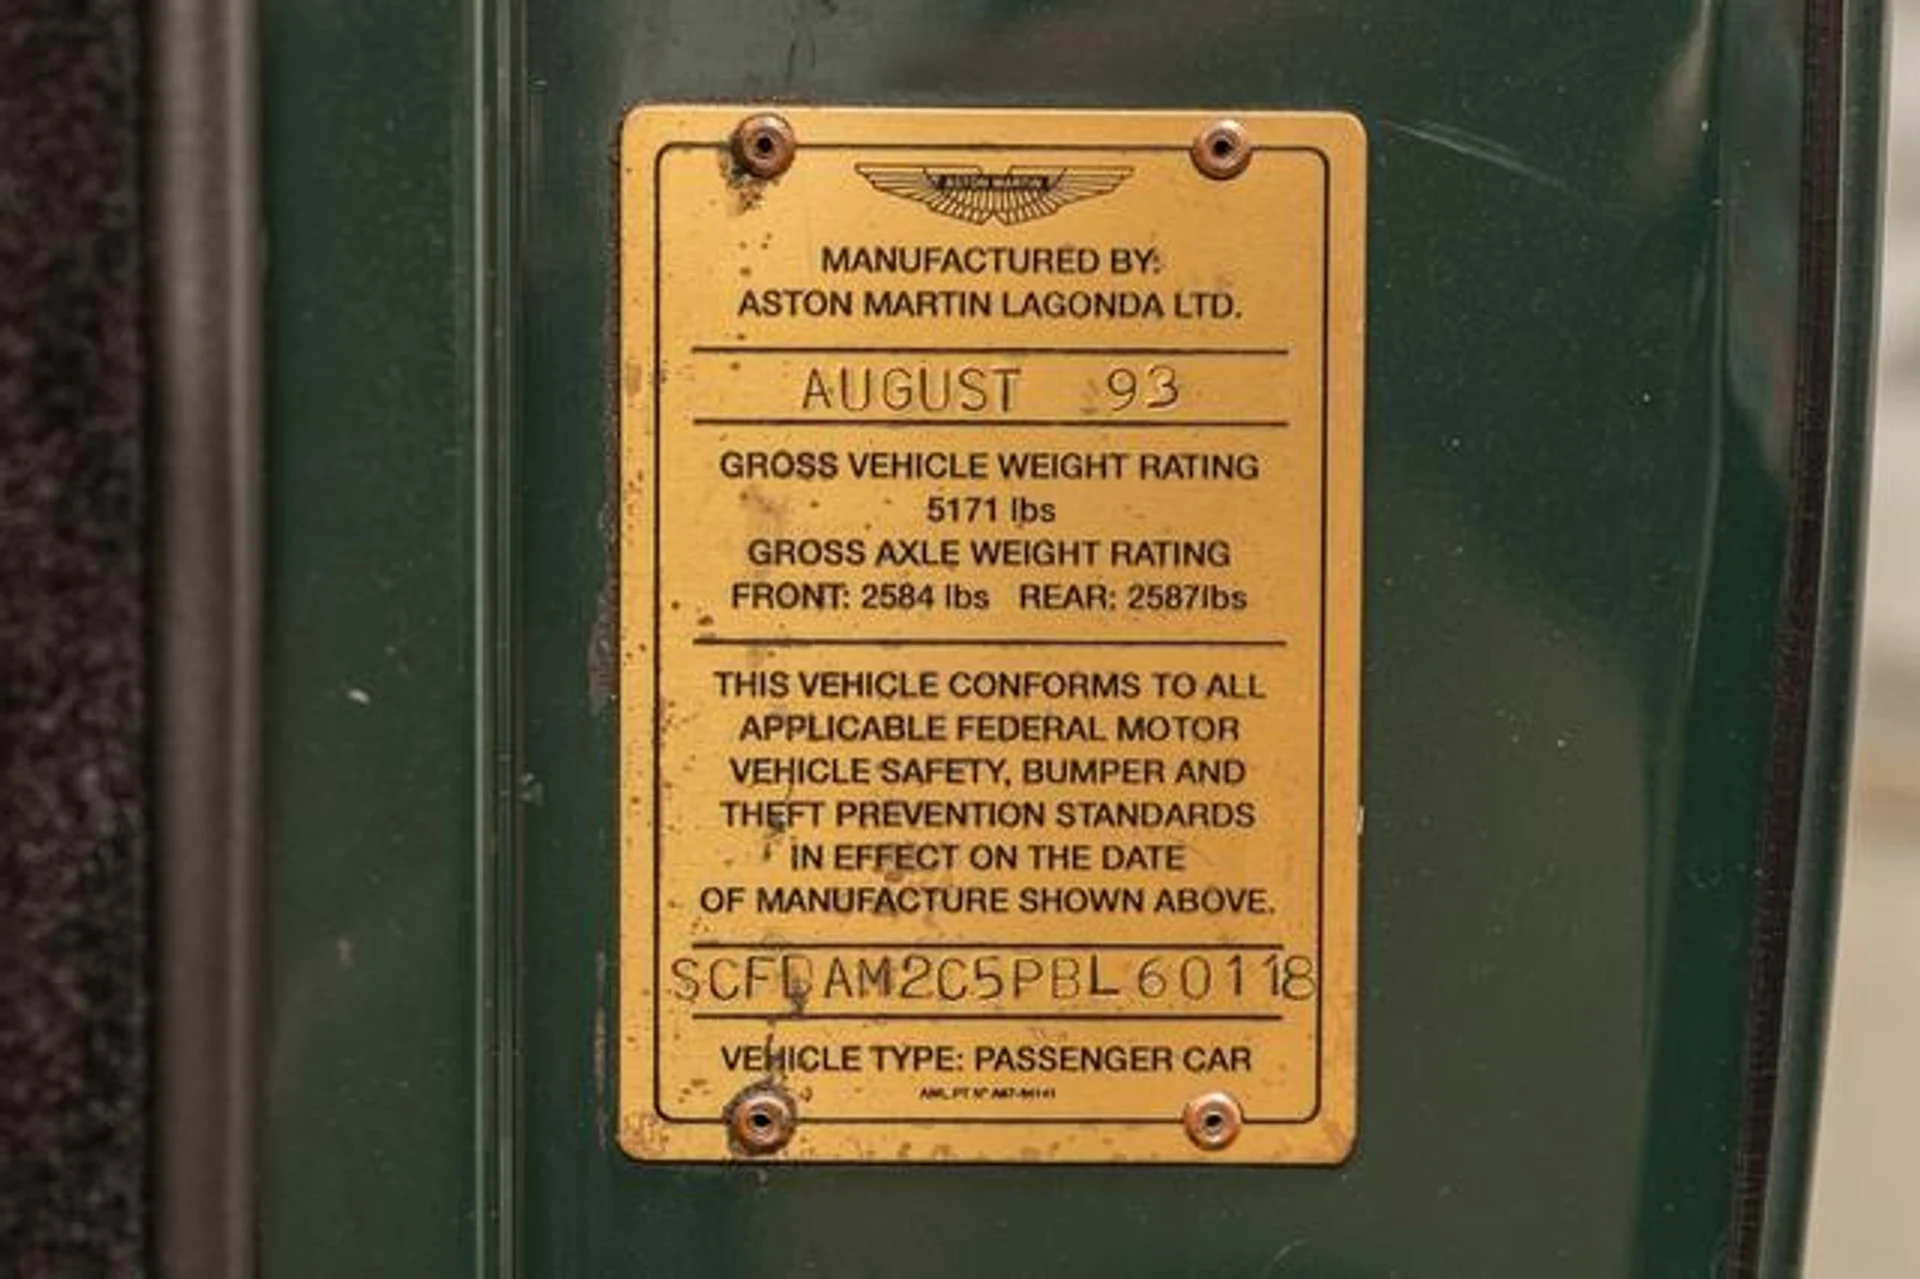 ASTON MARTIN
MANUFACTURED BY:
ASTON MARTIN LAGONDA LTD.
AUGUST 93
GROSS VEHICLE WEIGHT RATING
5171 lbs
GROSS AXLE WEIGHT RATING
FRONT: 2584 lbs REAR: 2587lbs
THIS VEHICLE CONFORMS TO ALL
APPLICABLE FEDERAL MOTOR
VEHICLE SAFETY, BUMPER AND
THEFT PREVENTION STANDARDS
IN EFFECT ON THE DATE
OF MANUFACTURE SHOWN ABOVE.
SCFDAM2C5PBL60118
VEHICLE TYPE: PASSENGER CAR